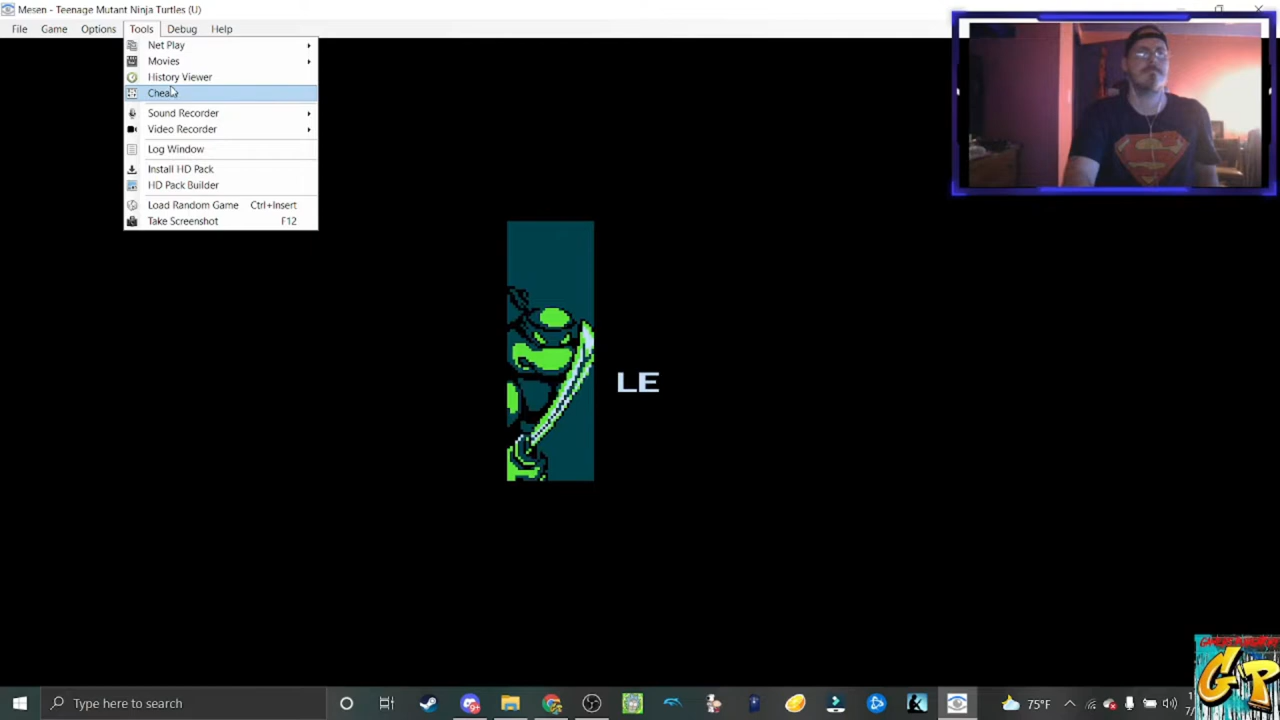 Mesen - Teenage Mutant Ninja Turtles (U)
File Game Options Tools Debug Help
Net Play
Movies
History Viewer
Sound Recorder
Video Recorder
Log Window
Install HD Pack
HD Pack Builder
Load Random Game Ctrl+Insert
Take Screenshot F12
LE
GP
Type here to search
75°F